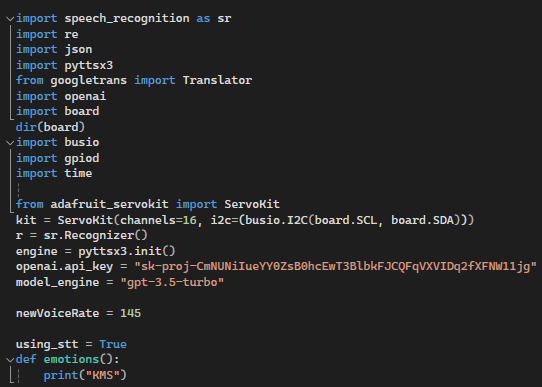 import speech_recognition as sr
import re
import json
import pyttsx3
from googletrans import Translator
import openai
import board
dir(board)
import busio
import gpiod
import time
from adafruit_servokit import ServoKit
kit = ServoKit(channels=16, i2c=(busio.I2C(board.SCL, board.SDA)))
r = sr.Recognizer()
engine = pyttsx3.init()
openai.api_key = "sk-proj-CmNUNiIueYY0ZsB0hcEwT3BlbkFJCQFqVXVIDq2fXFNW11jg"
model_engine = "gpt-3.5-turbo"
newVoiceRate = 145
using_stt = True
def emotions():
    print("KMS")